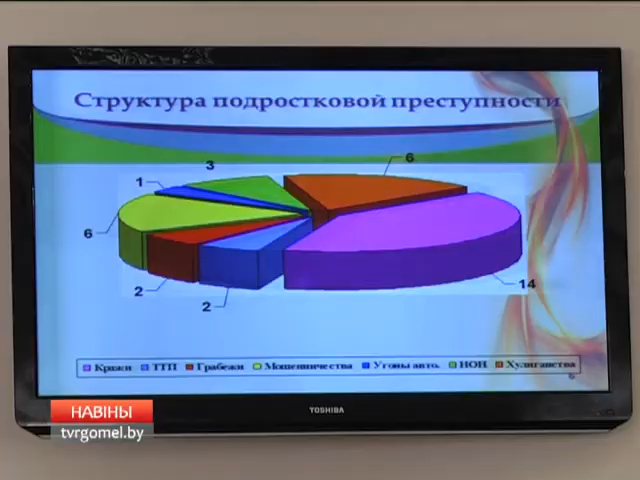 Структура подростковой преступности
3
6
1
6
2
2
14
Кражи ТТП Грабежи Мошенничества Угоны авто. НОН Хулиганства
6
TOSHIBA
НАВІНЫ
tvrgomel.by